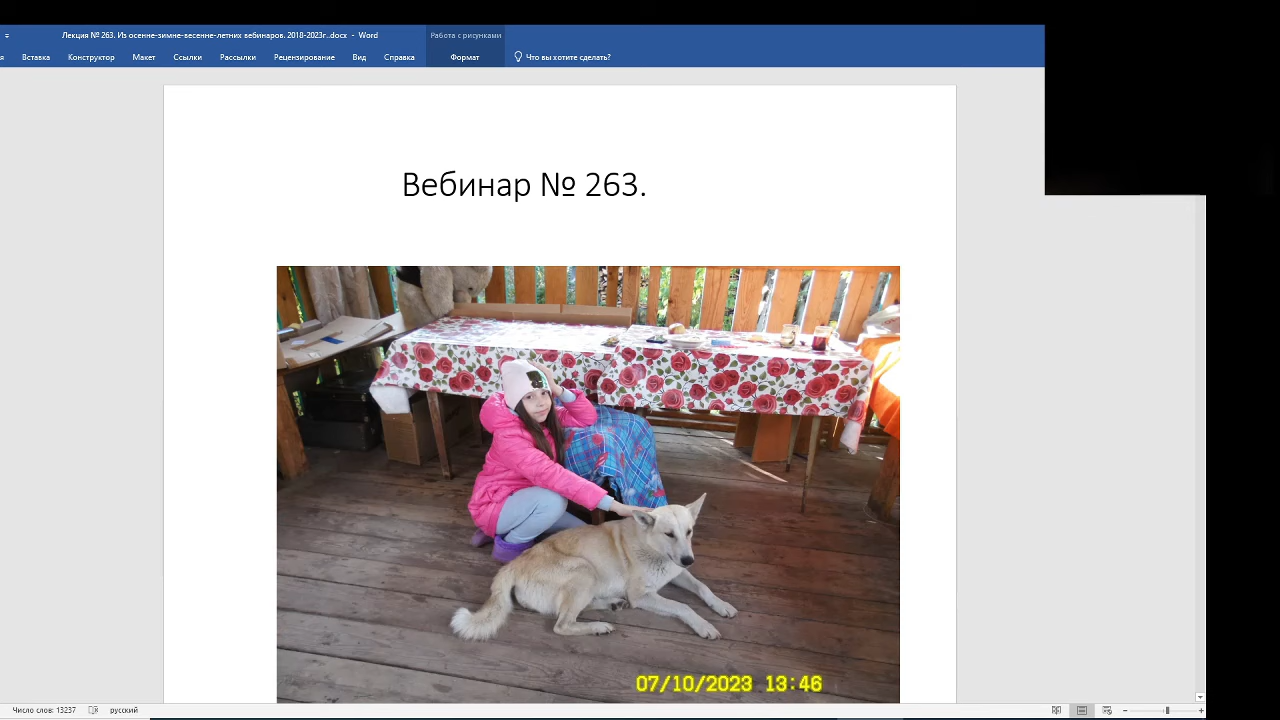 Лекция № 263. Из осенне-зимне-весенне-летних вебинаров. 2018-2023г..docx - Word
Работа с рисунками
я Вставка Конструктор Макет Ссылки Рассылки Рецензирование Вид Справка Формат Что вы хотите сделать?
Вебинар № 263.
07/10/2023 13:46
Число слов: 13237 русский